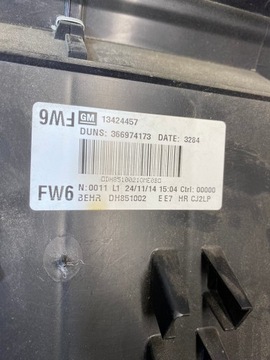 FW6 GM 13424457
DUNS: 366974173 DATE: 3284
FW6 N:0011 L1 24/11/14 15:04 Ctrl: 00000
BEHR DH851002 EE7 HR CJ2LP